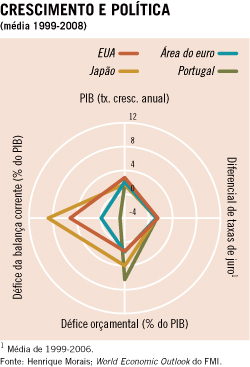 CRESCIMENTO E POLÍTICA
(média 1999-2008)
EUA
Área do euro
Japão
Portugal
PIB (tx. cresc. anual)
12
8
4
0
-4
Défice da balança corrente (% do PIB)
Diferencial de taxas de juro¹
Défice orçamental (% do PIB)
¹ Média de 1999-2006.
Fonte: Henrique Morais; World Economic Outlook do FMI.